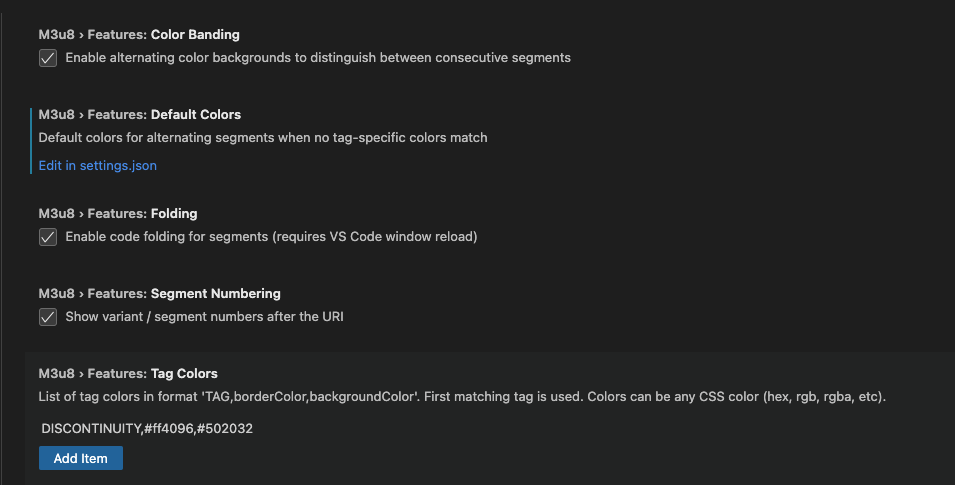 M3u8 › Features: Color Banding
Enable alternating color backgrounds to distinguish between consecutive segments
M3u8 › Features: Default Colors
Default colors for alternating segments when no tag-specific colors match
Edit in settings.json
M3u8 › Features: Folding
Enable code folding for segments (requires VS Code window reload)
M3u8 › Features: Segment Numbering
Show variant / segment numbers after the URI
M3u8 › Features: Tag Colors
List of tag colors in format 'TAG,borderColor,backgroundColor'. First matching tag is used. Colors can be any CSS color (hex, rgb, rgba, etc).
DISCONTINUITY,#ff4096,#502032
Add Item